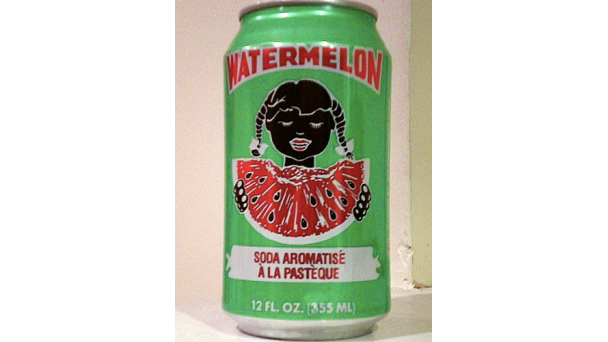 WATERMELON
SODA AROMATISÉ
À LA PASTÈQUE
12 FL. OZ. (355 ML)